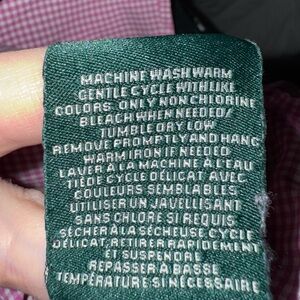 MACHINE WASH WARM
GENTLE CYCLE WITH LIKE
COLORS. ONLY NON CHLORINE
BLEACH WHEN NEEDED/
TUMBLE DRY LOW
REMOVE PROMPTLY AND HANG
WARM IRON IF NEEDED
LAVER A LA MACHINE A L'EAU
TIEDE CYCLE DÉLICAT AVEC
COULEURS SEMBLABLES
UTILISER UN JAVELLISANT
SANS CHLORE SI REQUIS
SÉCHER À LA SÉCHEUSE CYCLE
DÉLICAT, RETIRER RAPIDEMENT
ET SUSPENDRE
REPASSER À BASSE
TEMPÉRATURE SI NÉCESSAIRE